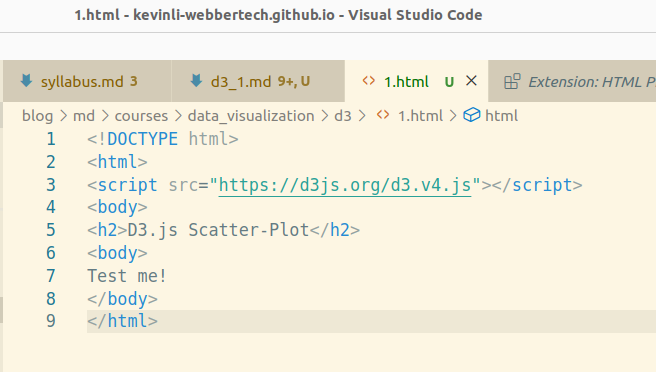 1.html - kevinli-webbertech.github.io - Visual Studio Code
syllabus.md 3 d3_1.md 9+, U <> 1.html U × Extension: HTML P
blog > md > courses > data_visualization > d3 > <> 1.html > html
1 <!DOCTYPE html>
2 <html>
3 <script src="https://d3js.org/d3.v4.js"></script>
4 <body>
5 <h2>D3.js Scatter-Plot</h2>
6 <body>
7 Test me!
8 </body>
9 </html>